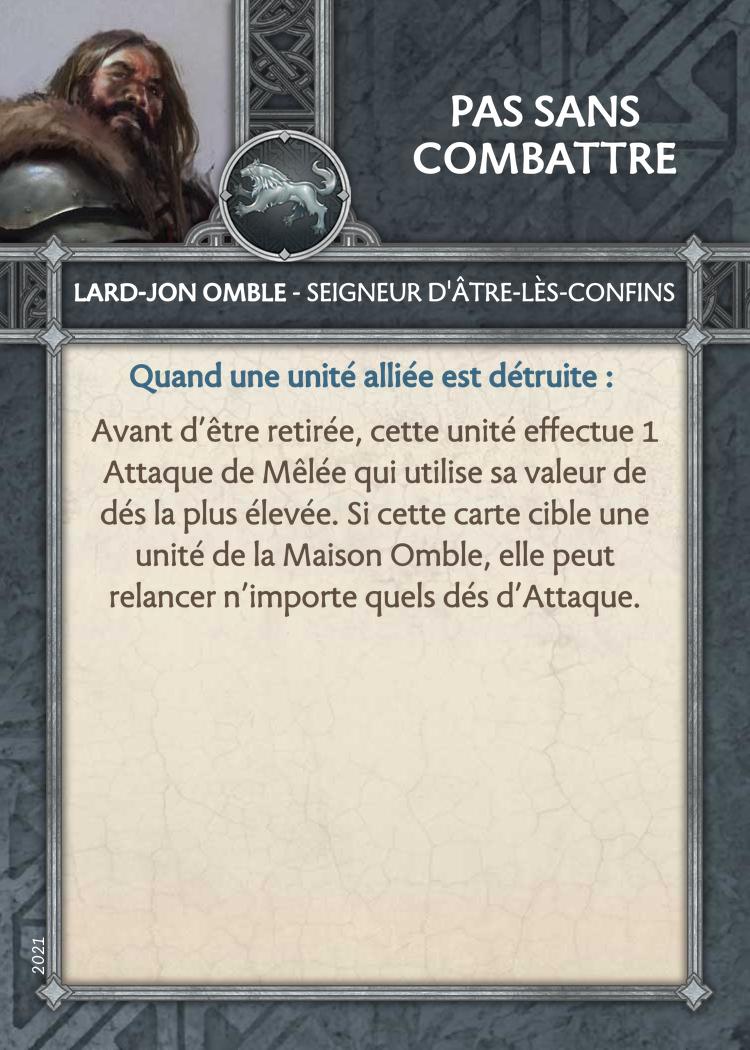 PAS SANS
COMBATTRE
LARD-JON OMBLE - SEIGNEUR D'ÂTRE-LÈS-CONFINS
Quand une unité alliée est détruite :
Avant d’être retirée, cette unité effectue 1
Attaque de Mêlée qui utilise sa valeur de
dés la plus élevée. Si cette carte cible une
unité de la Maison Omble, elle peut
relancer n’importe quels dés d’Attaque.
2021